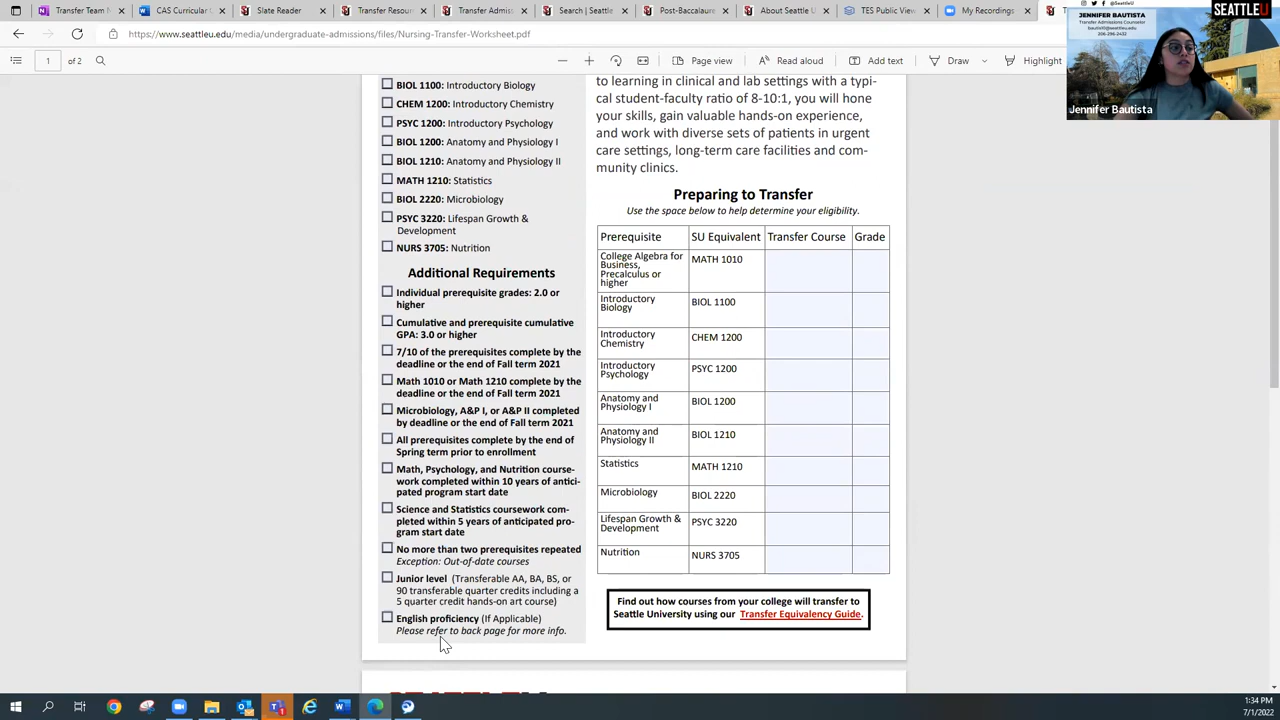 Transfer Team M
CAS Curricular
Slate Reader
Transfer Resou
Transfer Admis
Search | Seattle
Post-Baccalaur
About Seattle U
CES Public View
My Recordings
https://www.seattleu.edu/media/undergraduate-admissions/files/Nursing-Transfer-Worksheet.pdf
1 of 2
Page view
Read aloud
Add text
Draw
Highlight
@SeattleU
SEATTLEU
JENNIFER BAUTISTA
Transfer Admissions Counselor
bautist1@seattleu.edu
206-296-2432
Jennifer Bautista
BIOL 1100: Introductory Biology
CHEM 1200: Introductory Chemistry
Introductory Psychology
BIOL 1200: Anatomy and Physiology I
BIOL 1210: Anatomy and Physiology II
MATH 1210: Statistics
BIOL 2220: Microbiology
PSYC 3220: Lifespan Growth &
Development
NURS 3705: Nutrition
Additional Requirements
Individual prerequisite grades: 2.0 or
higher
Cumulative and prerequisite cumulative
GPA: 3.0 or higher
7/10 of the prerequisites complete by the
deadline or the end of Fall term 2021
Math 1010 or Math 1210 complete by the
deadline or the end of Fall term 2021
Microbiology, A&P I, or A&P II completed
by deadline or the end of Fall term 2021
All prerequisites complete by the end of
Spring term prior to enrollment
Math, Psychology, and Nutrition course-
work completed within 10 years of antici-
pated program start date
Science and Statistics coursework com-
pleted within 5 years of anticipated pro-
gram start date
No more than two prerequisites repeated
Exception: Out-of-date courses
Junior level (Transferable AA, BA, BS, or
90 transferable quarter credits including a
5 quarter credit hands-on art course)
English proficiency (If Applicable)
Please refer to back page for more info.
to learning in clinical and lab settings with a typi-
cal student-faculty ratio of 8-10:1, you will hone
your skills, gain valuable hands-on experience,
and work with diverse sets of patients in urgent
care settings, long-term care facilities and com-
munity clinics.
Preparing to Transfer
Use the space below to help determine your eligibility.
Prerequisite SU Equivalent Transfer Course Grade
College Algebra for
Business,
Precalculus or
higher
MATH 1010
Introductory
Biology
BIOL 1100
Introductory
Chemistry
CHEM 1200
Introductory
Psychology
PSYC 1200
Anatomy and
Physiology I
BIOL 1200
Anatomy and
Physiology II
BIOL 1210
Statistics
MATH 1210
Microbiology
BIOL 2220
Lifespan Growth &
Development
PSYC 3220
Nutrition
NURS 3705
Find out how courses from your college will transfer to
Seattle University using our Transfer Equivalency Guide.
1:34 PM
7/1/2022